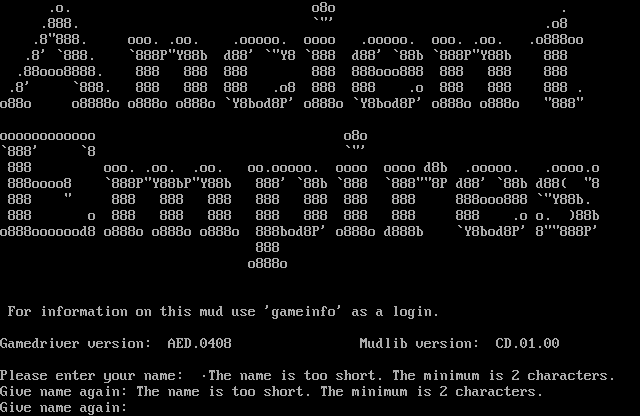 Ancient
Empires
For information on this mud use 'gameinfo' as a login.
Gamedriver version:  AED.0408                Mudlib version:  CD.01.00
Please enter your name:  ·The name is too short. The minimum is 2 characters.
Give name again: The name is too short. The minimum is 2 characters.
Give name again: